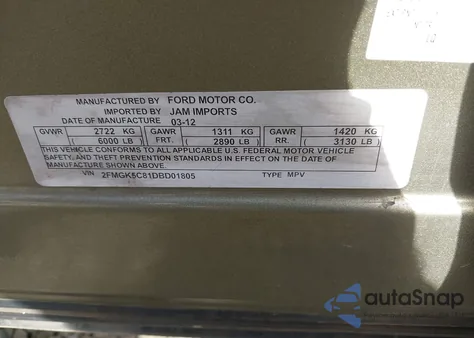 MANUFACTURED BY FORD MOTOR CO.
IMPORTED BY JAM IMPORTS
DATE OF MANUFACTURE 03-12
GVWR 2722 KG GAWR 1311 KG GAWR 1420 KG
6000 LB FRT. 2890 LB RR. 3130 LB
THIS VEHICLE CONFORMS TO ALL APPLICABLE U.S. FEDERAL MOTOR VEHICLE
SAFETY, AND THEFT PREVENTION STANDARDS IN EFFECT ON THE DATE OF
MANUFACTURE SHOWN ABOVE.
VIN 2FMGK5C81DBD01805 TYPE MPV
autoSnap